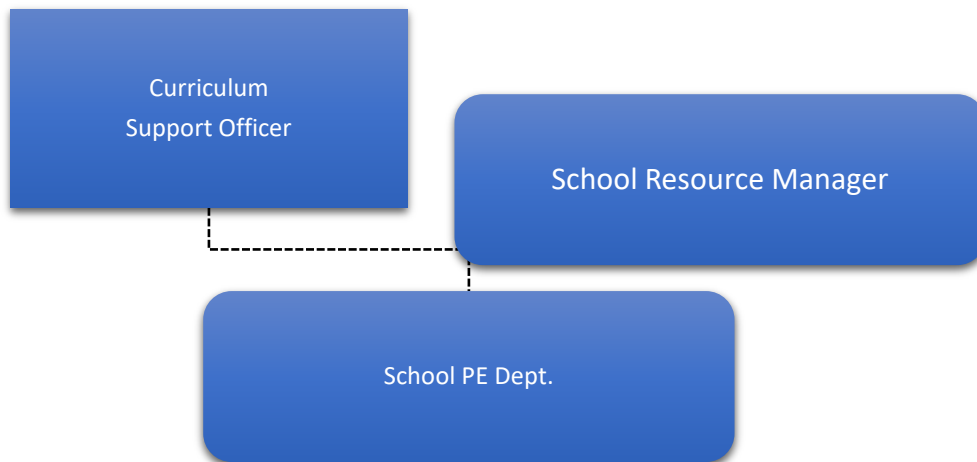 Curriculum
Support Officer
School Resource Manager
School PE Dept.